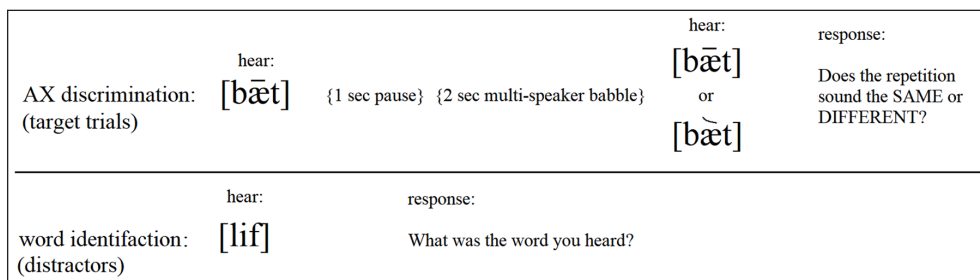 hear:
[bǣt]
AX discrimination:
(target trials)
{1 sec pause} {2 sec multi-speaker babble}
hear:
[bǣt]
or
[bæ̀t]
response:
Does the repetition
sound the SAME or
DIFFERENT?
hear:
[lif]
word identifaction:
(distractors)
response:
What was the word you heard?